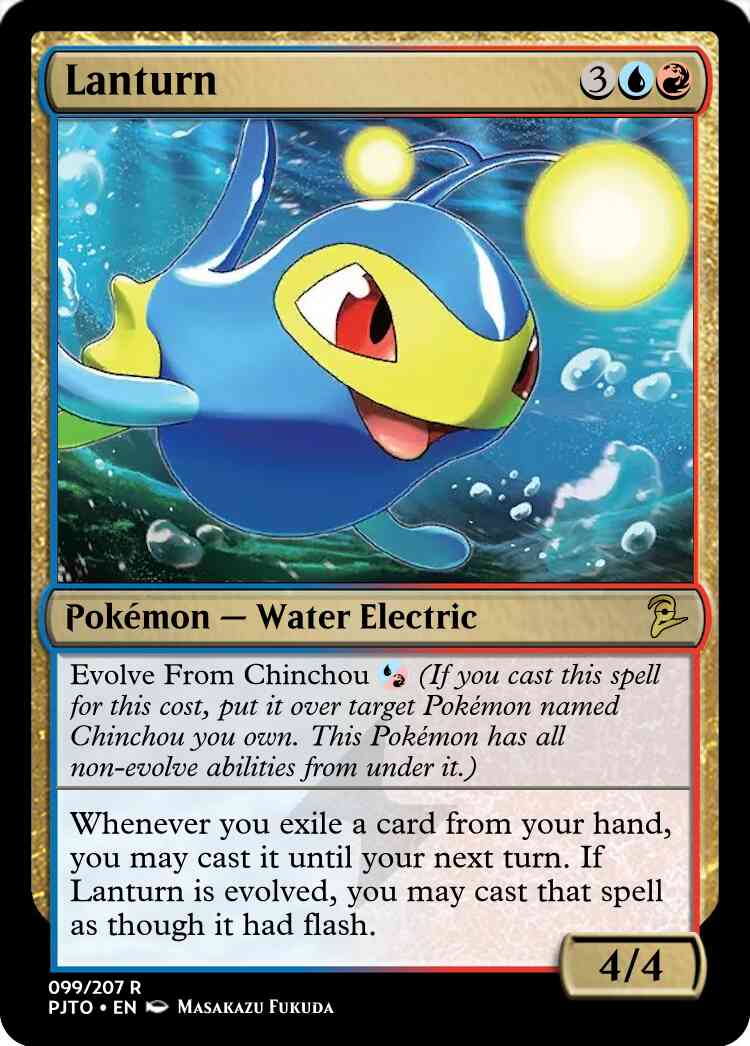 Lanturn 3
Pokémon — Water Electric
Evolve From Chinchou (If you cast this spell
for this cost, put it over target Pokémon named
Chinchou you own. This Pokémon has all
non-evolve abilities from under it.)
Whenever you exile a card from your hand,
you may cast it until your next turn. If
Lanturn is evolved, you may cast that spell
as though it had flash.
4/4
099/207 R
PJTO • EN Masakazu Fukuda